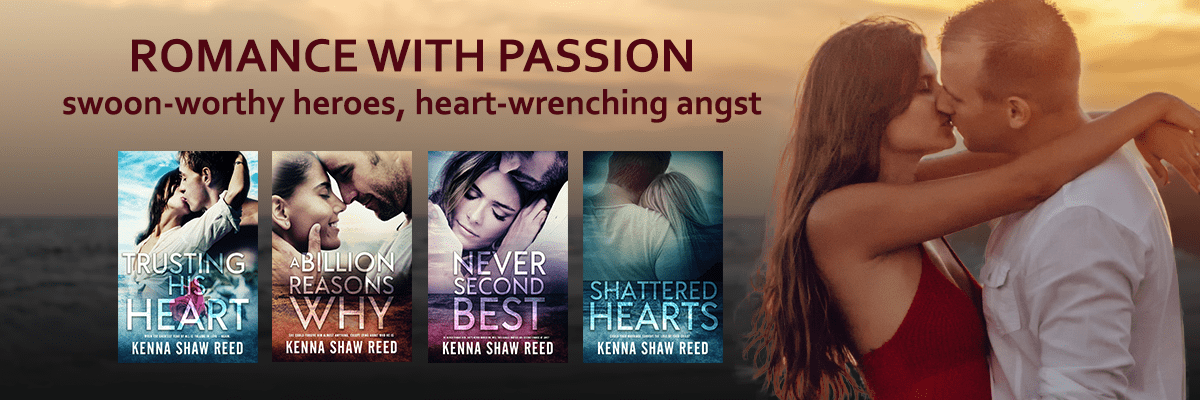 ROMANCE WITH PASSION
swoon-worthy heroes, heart-wrenching angst
TRUSTING
HIS
HEART
KENNA SHAW REED
A BILLION
REASONS
WHY
KENNA SHAW REED
NEVER
SECOND
BEST
KENNA SHAW REED
SHATTERED
HEARTS
KENNA SHAW REED